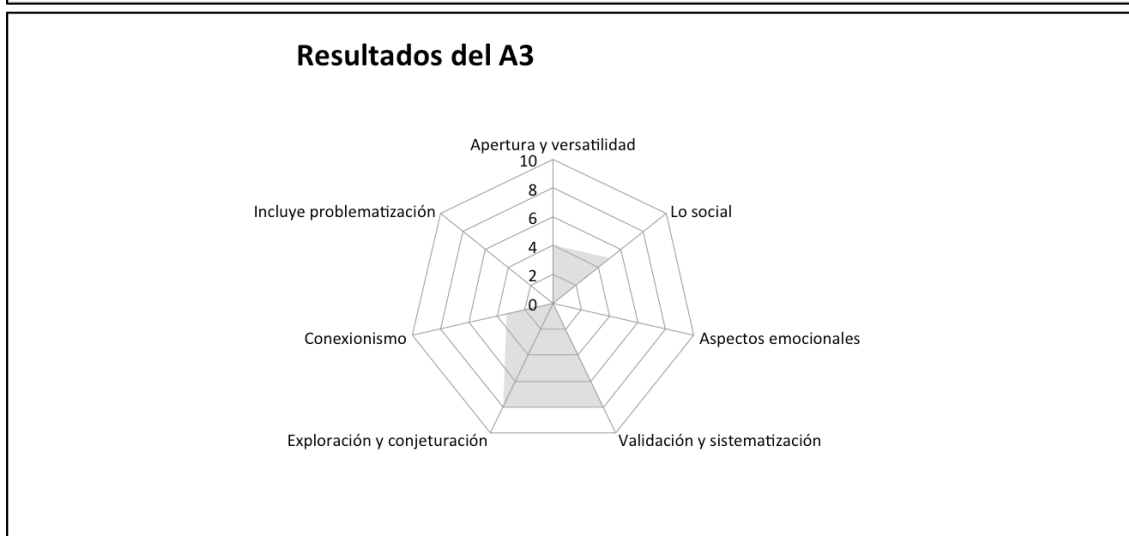 Resultados del A3
Apertura y versatilidad
10
8
6
4
2
0
Lo social
Aspectos emocionales
Validación y sistematización
Exploración y conjeturación
Conexionismo
Incluye problematización